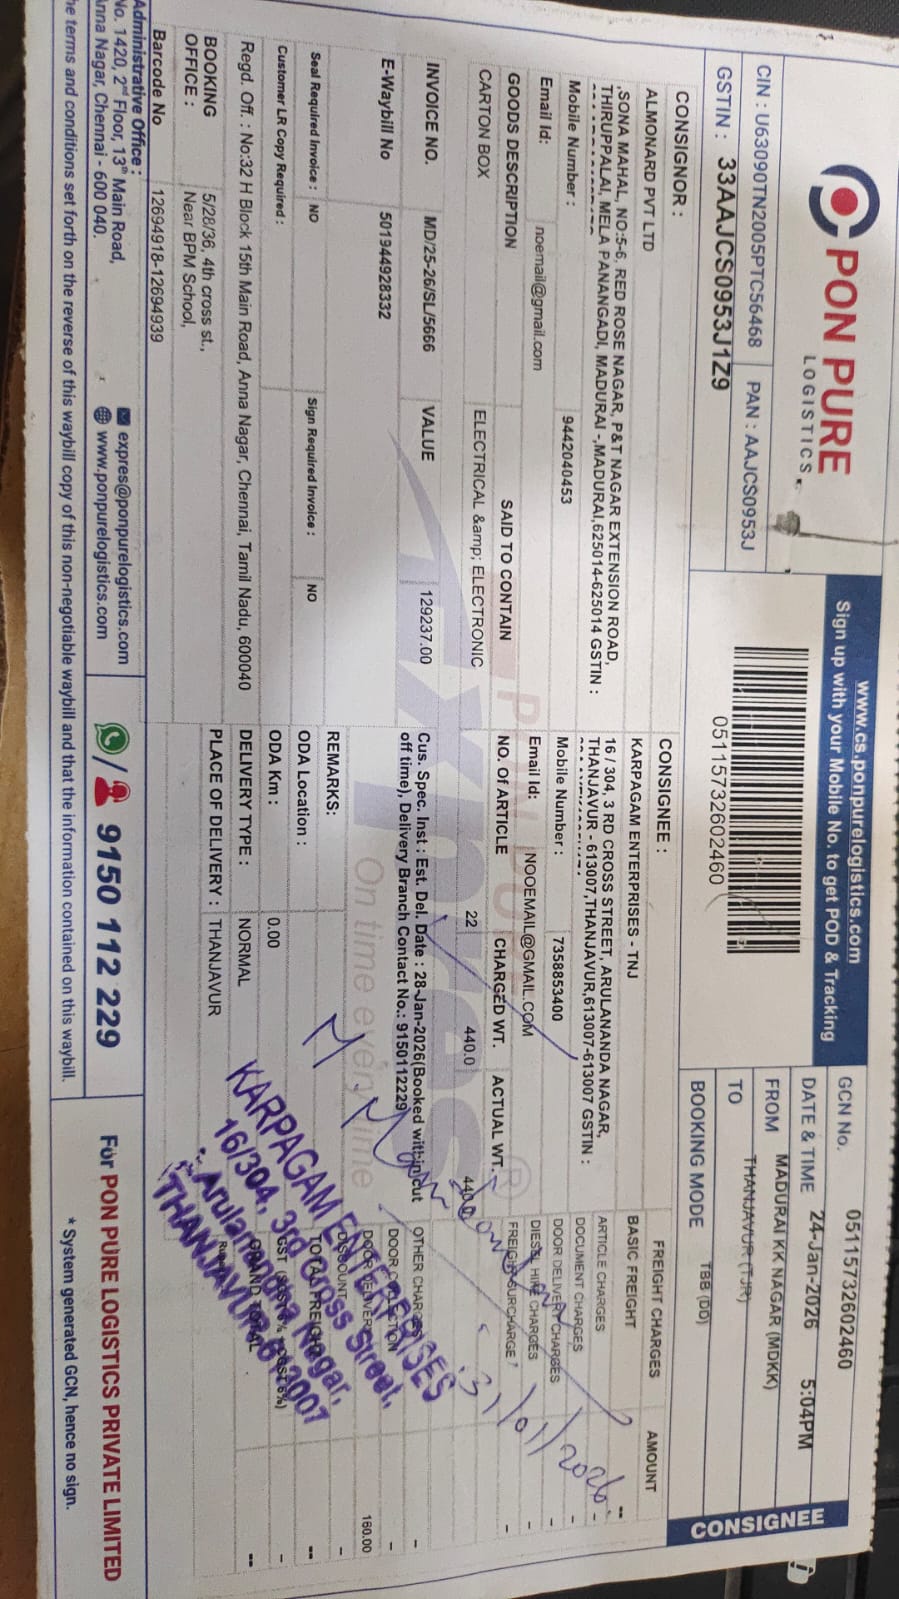 PON PURE
LOGISTICS
www.cs.ponpurelogistics.com
Sign up with your Mobile No. to get POD & Tracking
CIN : U63090TN2005PTC56468
PAN : AAJCS0953J
GSTIN : 33AAJCS0953J1Z9
0511573260246​0
GCN No. 05115732602460
DATE & TIME 24-Jan-2026 5:04PM
FROM MADURAI KK NAGAR (MDKK)
TO THANJAVUR (TJR)
BOOKING MODE TBB (DD)
CONSIGNEE
CONSIGNOR :
ALMONARD PVT LTD
,SONA MAHAL, NO:5-6, RED ROSE NAGAR, P&T NAGAR EXTENSION ROAD,
THIRUPPALAI, MELA PANANGADI, MADURAI -,MADURAI,625014-625014 GSTIN :
Mobile Number : 9442040453
Email Id: noemail@gmail.com
CONSIGNEE :
KARPAGAM ENTERPRISES - TNJ
16 / 304, 3 RD CROSS STREET, ARULANANDA NAGAR,
THANJAVUR - 613007,THANJAVUR,613007-613007 GSTIN :
Mobile Number : 7358853400
Email Id: NOOEMAIL@GMAIL.COM
GOODS DESCRIPTION
SAID TO CONTAIN
NO. OF ARTICLE
CHARGED WT.
ACTUAL WT.
CARTON BOX
ELECTRICAL &amp; ELECTRONIC
22
440.0
440.0
INVOICE NO. MD/25-26/SL/5666
VALUE 129237.00
E-Waybill No 501944928332
Cus. Spec. Inst : Est. Del. Date : 28-Jan-2026(Booked within cut
off time), Delivery Branch Contact No.: 9150112229
Seal Required Invoice : NO
Sign Required Invoice : NO
Customer LR Copy Required :
REMARKS:
ODA Location :
ODA Km : 0.00
DELIVERY TYPE : NORMAL
PLACE OF DELIVERY : THANJAVUR
Regd. Off. : No:32 H Block 15th Main Road, Anna Nagar, Chennai, Tamil Nadu, 600040
BOOKING
OFFICE :
5/28/36, 4th cross st.,
Near BPM School,
Barcode No 12694918-12694939
FREIGHT CHARGES AMOUNT
BASIC FREIGHT --
ARTICLE CHARGES -
DOCUMENT CHARGES -
DOOR DELIVERY CHARGES -
DIESEL HIKE CHARGES -
FREIGHT SURCHARGE -
OTHER CHARGES -
DOOR COLLECTION -
DOOR DELIVERY 160.00
DISCOUNT -
TOTAL FREIGHT --
GRAND TOTAL --
PON PURE
Express
On time every time
KARPAGAM ENTERPRISES
16/304, 3rd Cross Street,
Arulananda Nagar,
THANJAVUR-613007
31/01/2026
Administrative Office :
No. 1420, 2nd Floor, 13th Main Road,
Anna Nagar, Chennai - 600 040.
expres@ponpurelogistics.com
www.ponpurelogistics.com
9150 112 229
For PON PURE LOGISTICS PRIVATE LIMITED
* System generated GCN, hence no sign.
he terms and conditions set forth on the reverse of this waybill copy of this non-negotiable waybill and that the information contained on this waybill.